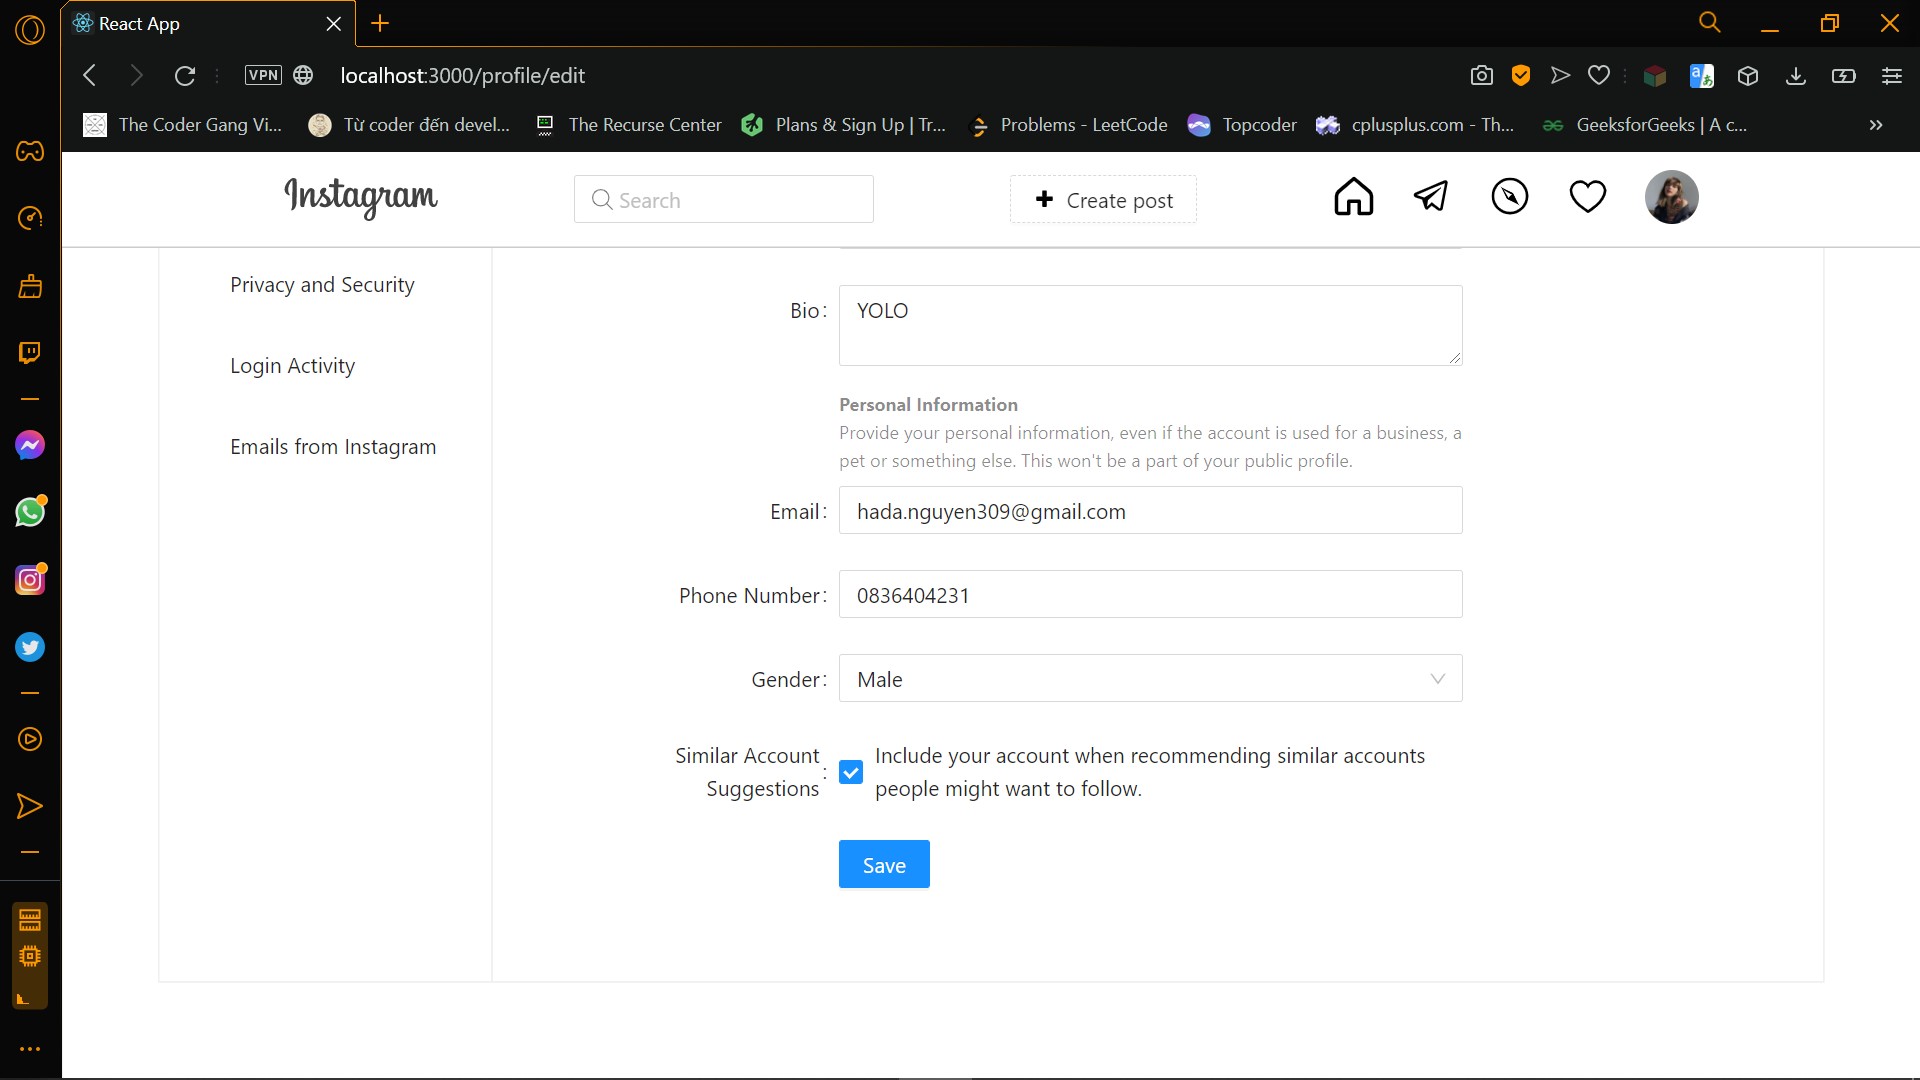 React App
VPN
localhost:3000/profile/edit
The Coder Gang Vi...
Từ coder đến devel...
The Recurse Center
Plans & Sign Up | Tr...
Problems - LeetCode
Topcoder
cplusplus.com - Th...
GeeksforGeeks | A c...
Instagram
Search
Create post
Privacy and Security
Login Activity
Emails from Instagram
Bio:
YOLO
Personal Information
Provide your personal information, even if the account is used for a business, a
pet or something else. This won't be a part of your public profile.
Email:
hada.nguyen309@gmail.com
Phone Number:
0836404231
Gender:
Male
Similar Account
Suggestions :
Include your account when recommending similar accounts
people might want to follow.
Save